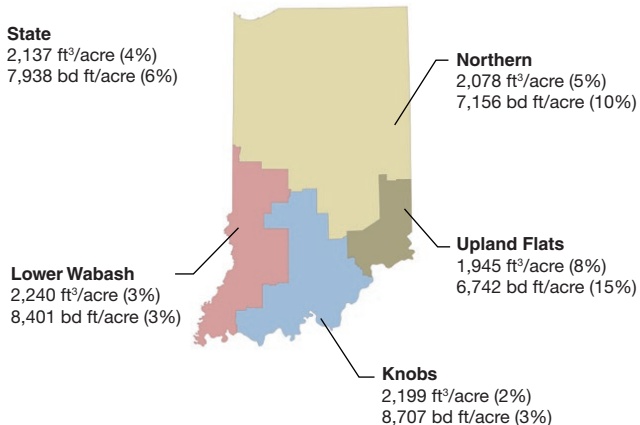 State
2,137 ft³/acre (4%)
7,938 bd ft/acre (6%)
Northern
2,078 ft³/acre (5%)
7,156 bd ft/acre (10%)
Upland Flats
1,945 ft³/acre (8%)
6,742 bd ft/acre (15%)
Lower Wabash
2,240 ft³/acre (3%)
8,401 bd ft/acre (3%)
Knobs
2,199 ft³/acre (2%)
8,707 bd ft/acre (3%)